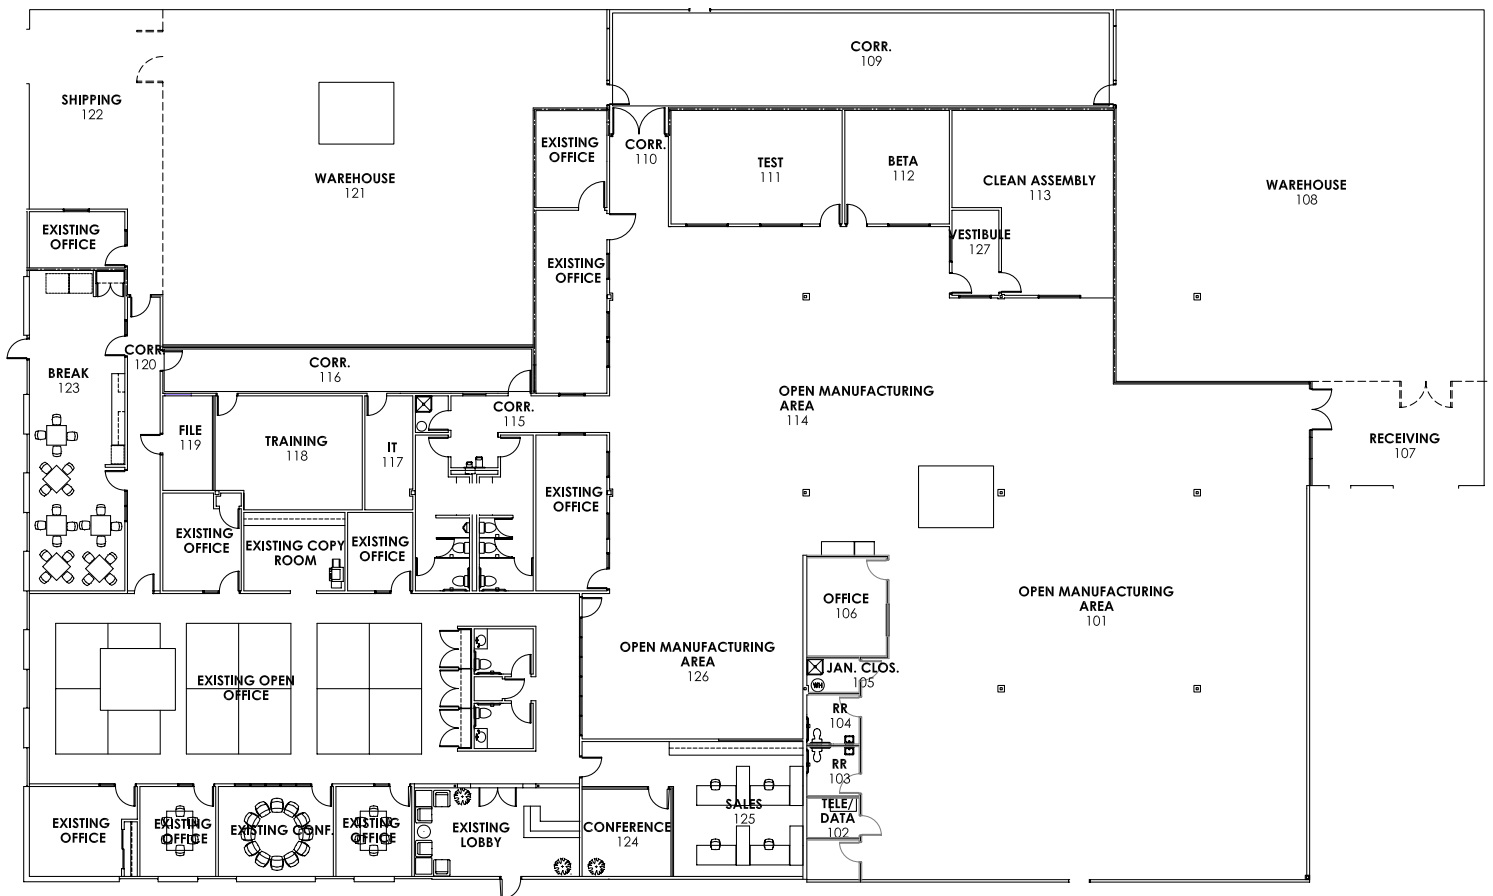 CORR.
109
SHIPPING
122
EXISTING
OFFICE
CORR.
110
TEST
111
BETA
112
CLEAN ASSEMBLY
113
WAREHOUSE
121
WAREHOUSE
108
EXISTING
OFFICE
VESTIBULE
127
EXISTING
OFFICE
CORR.
120
CORR.
116
BREAK
123
OPEN MANUFACTURING
AREA
114
CORR.
115
FILE
119
TRAINING
118
IT
117
RECEIVING
107
EXISTING
OFFICE
EXISTING
OFFICE
EXISTING COPY
ROOM
EXISTING
OFFICE
OFFICE
106
OPEN MANUFACTURING
AREA
101
OPEN MANUFACTURING
AREA
126
JAN. CLOS.
105
WH
EXISTING OPEN
OFFICE
RR
104
RR
103
SALES
125
TELE/
DATA
102
EXISTING
OFFICE
EXISTING
OFFICE
EXISTING CONF.
EXISTING
OFFICE
EXISTING
LOBBY
CONFERENCE
124